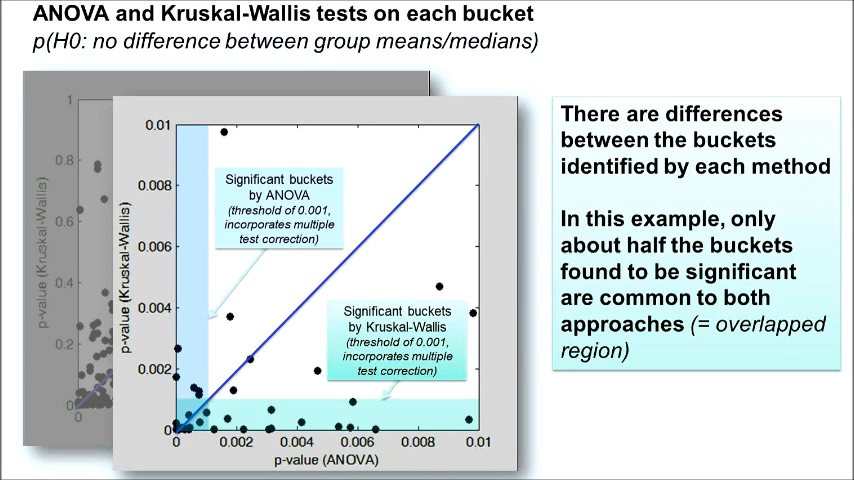 ANOVA and Kruskal-Wallis tests on each bucket
p(H0: no difference between group means/medians)
1
0.8
0.6
0.4
0.2
0
0
p-value (Kruskal-Wallis)
0.01
0.008
0.006
0.004
0.002
0
p-value (Kruskal-Wallis)
Significant buckets
by ANOVA
(threshold of 0.001,
incorporates multiple
test correction)
Significant buckets
by Kruskal-Wallis
(threshold of 0.001,
incorporates multiple
test correction)
0
0.002
0.004
0.006
0.008
0.01
p-value (ANOVA)
There are differences
between the buckets
identified by each method
In this example, only
about half the buckets
found to be significant
are common to both
approaches (= overlapped
region)